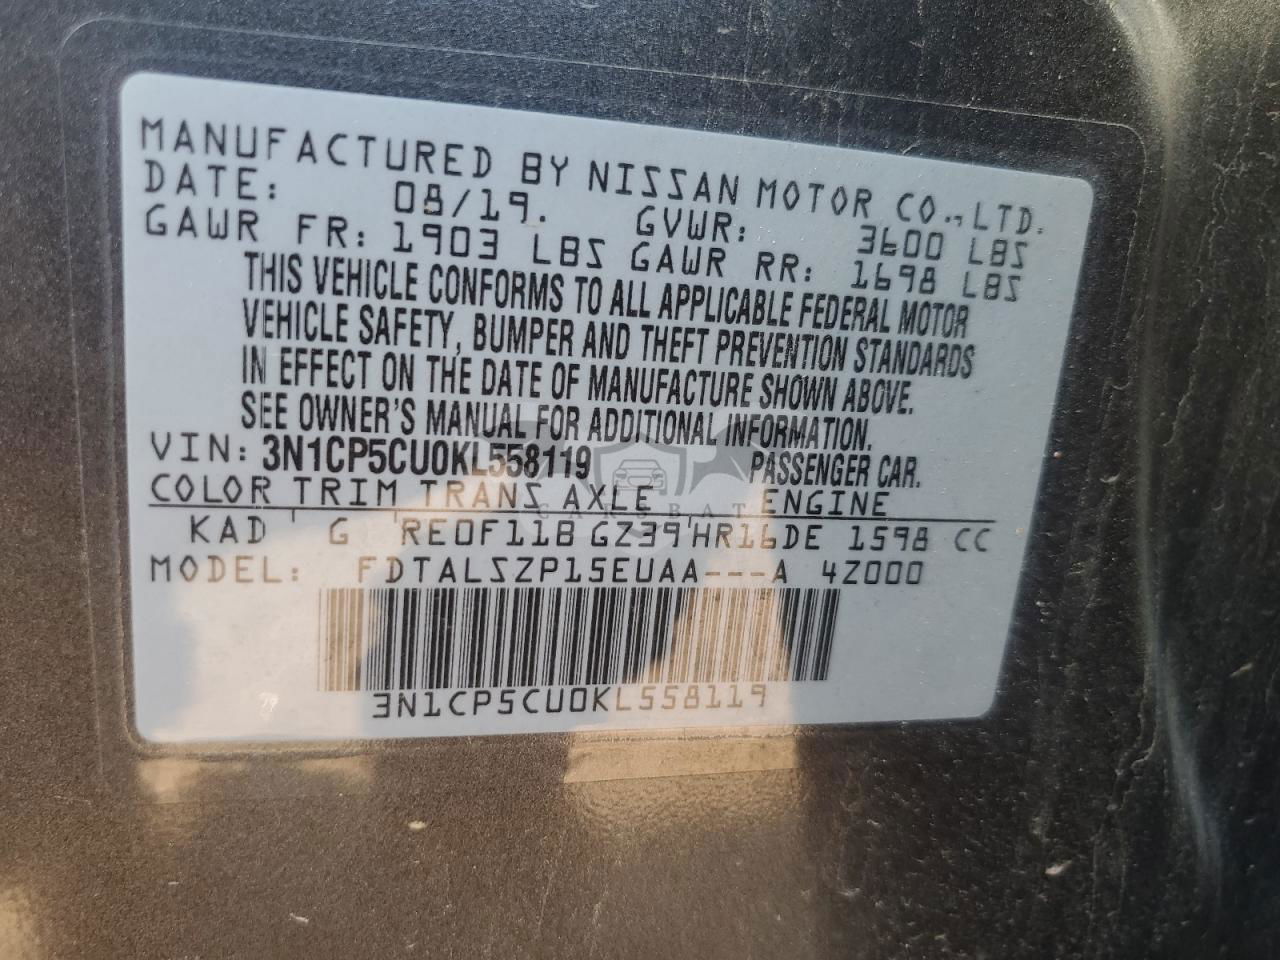 MANUFACTURED BY NISSAN MOTOR CO., LTD.
DATE: 08/19. GVWR: 3600 LBS
GAWR FR: 1903 LBS GAWR RR: 1698 LBS
THIS VEHICLE CONFORMS TO ALL APPLICABLE FEDERAL MOTOR
VEHICLE SAFETY, BUMPER AND THEFT PREVENTION STANDARDS
IN EFFECT ON THE DATE OF MANUFACTURE SHOWN ABOVE.
SEE OWNER'S MANUAL FOR ADDITIONAL INFORMATION.
VIN: 3N1CP5CU0KL558119 PASSENGER CAR.
COLOR TRIM TRANS AXLE ENGINE
KAD G RE0F11B GZ39 HR16DE 1598 CC
MODEL: FDTALSZP15EUAA---A 4Z000
3N1CP5CU0KL558119
CARSBAT